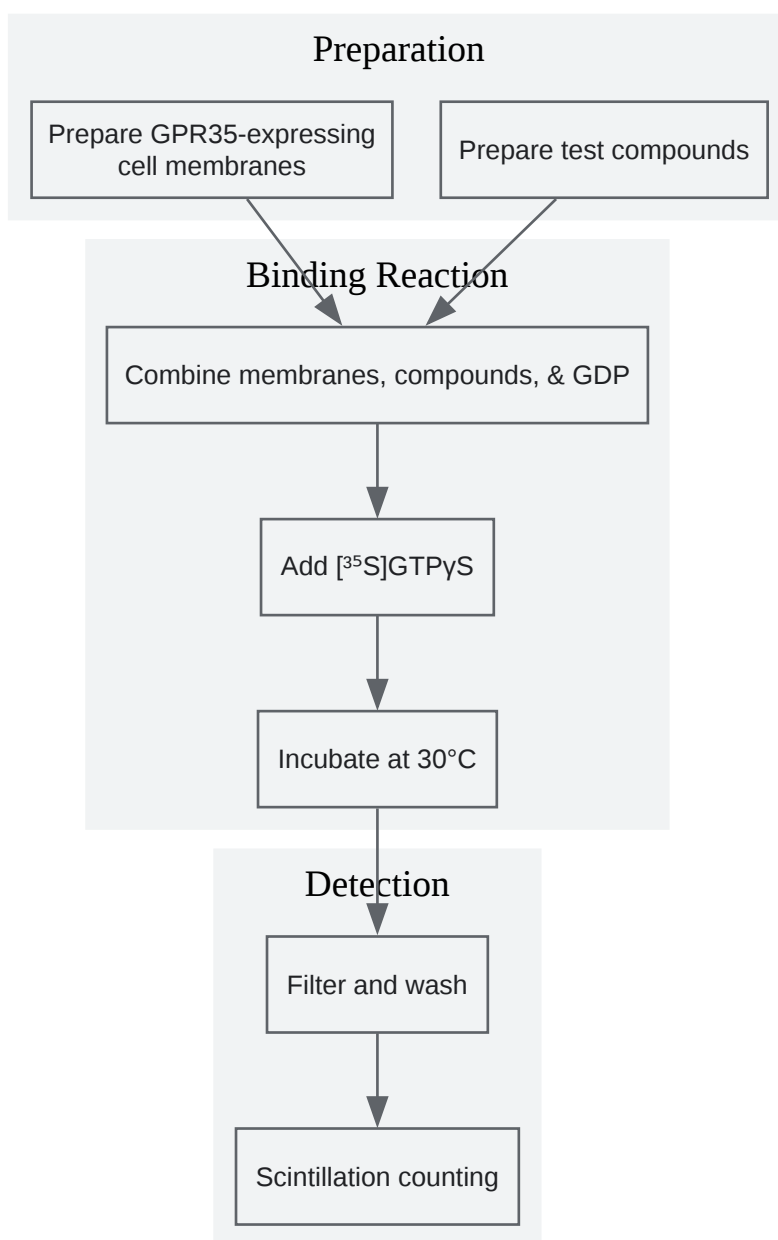 Preparation
Prepare GPR35-expressing
cell membranes
Prepare test compounds
Binding Reaction
Combine membranes, compounds, & GDP
Add [³⁵S]GTPγS
Incubate at 30°C
Detection
Filter and wash
Scintillation counting